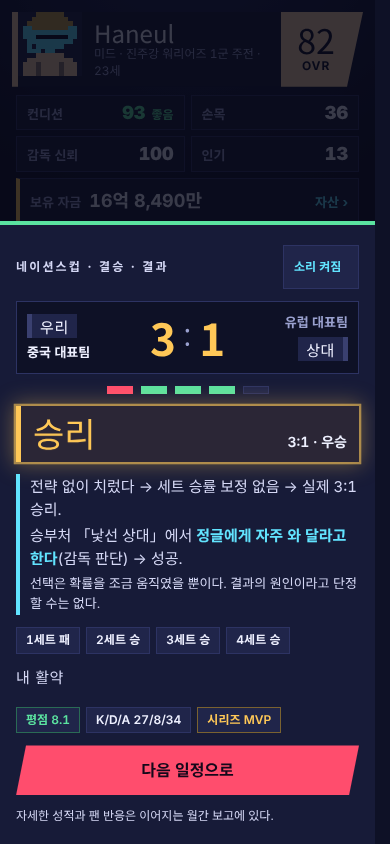 Haneul
미드 · 전주강 워리어즈 1군 주전 ·
23세
82
OVR
컨디션 93 좋음
손목 36
감독 신뢰 100
인기 13
보유 자금 16억 8,490만 자산 ›
네이션스컵 · 결승 · 결과
소리 켜짐
우리
중국 대표팀
3 : 1
유럽 대표팀
상대
승리
3:1 · 우승
전략 없이 치렀다 → 세트 승률 보정 없음 → 실제 3:1
승리.
승부처 「낯선 상대」에서 정글에게 자주 와 달라고
한다(감독 판단) → 성공.
선택은 확률을 조금 움직였을 뿐이다. 결과의 원인이라고 단정
할 수는 없다.
1세트 패 2세트 승 3세트 승 4세트 승
내 활약
평점 8.1 K/D/A 27/8/34 시리즈 MVP
다음 일정으로
자세한 성적과 팬 반응은 이어지는 월간 보고에 있다.